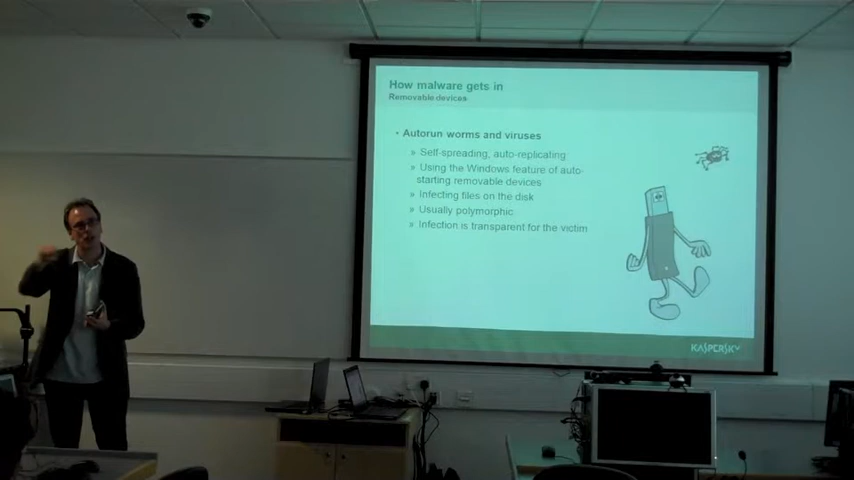 How malware gets in
Removable devices
• Autorun worms and viruses
» Self-spreading, auto-replicating
» Using the Windows feature of auto-
starting removable devices
» Infecting files on the disk
» Usually polymorphic
» Infection is transparent for the victim
KASPERSKY